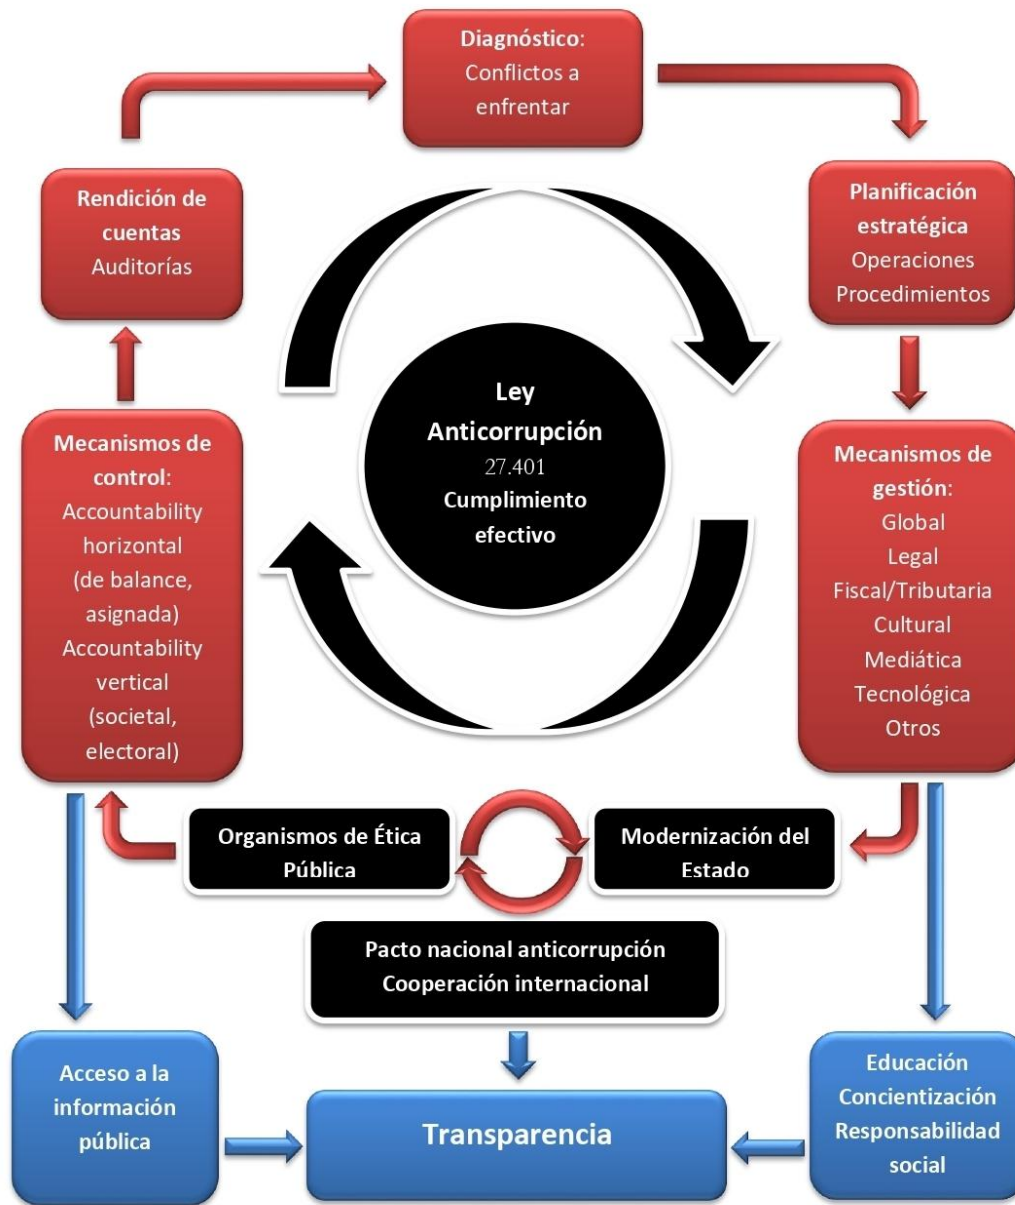 Diagnóstico:
Conflictos a
enfrentar
Rendición de
cuentas
Auditorías
Planificación
estratégica
Operaciones
Procedimientos
Ley
Anticorrupción
27.401
Cumplimiento
efectivo
Mecanismos de
control:
Accountability
horizontal
(de balance,
asignada)
Accountability
vertical
(societal,
electoral)
Mecanismos de
gestión:
Global
Legal
Fiscal/Tributaria
Cultural
Mediática
Tecnológica
Otros
Organismos de Ética
Pública
Modernización del
Estado
Pacto nacional anticorrupción
Cooperación internacional
Acceso a la
información
pública
Transparencia
Educación
Concientización
Responsabilidad
social